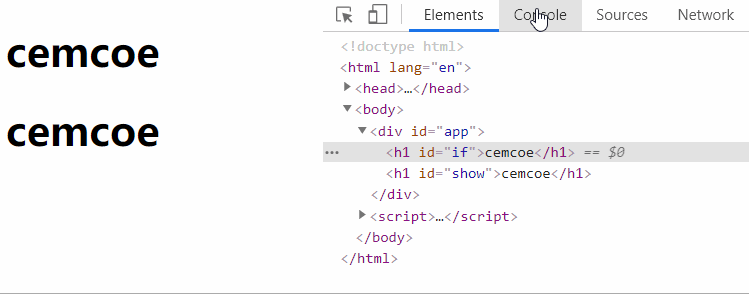 cemcoe
cemcoe
Elements Console Sources Network
<!doctype html>
<html lang="en">
<head>…</head>
<body>
<div id="app">
<h1 id="if">cemcoe</h1> == $0
<h1 id="show">cemcoe</h1>
</div>
<script>…</script>
</body>
</html>